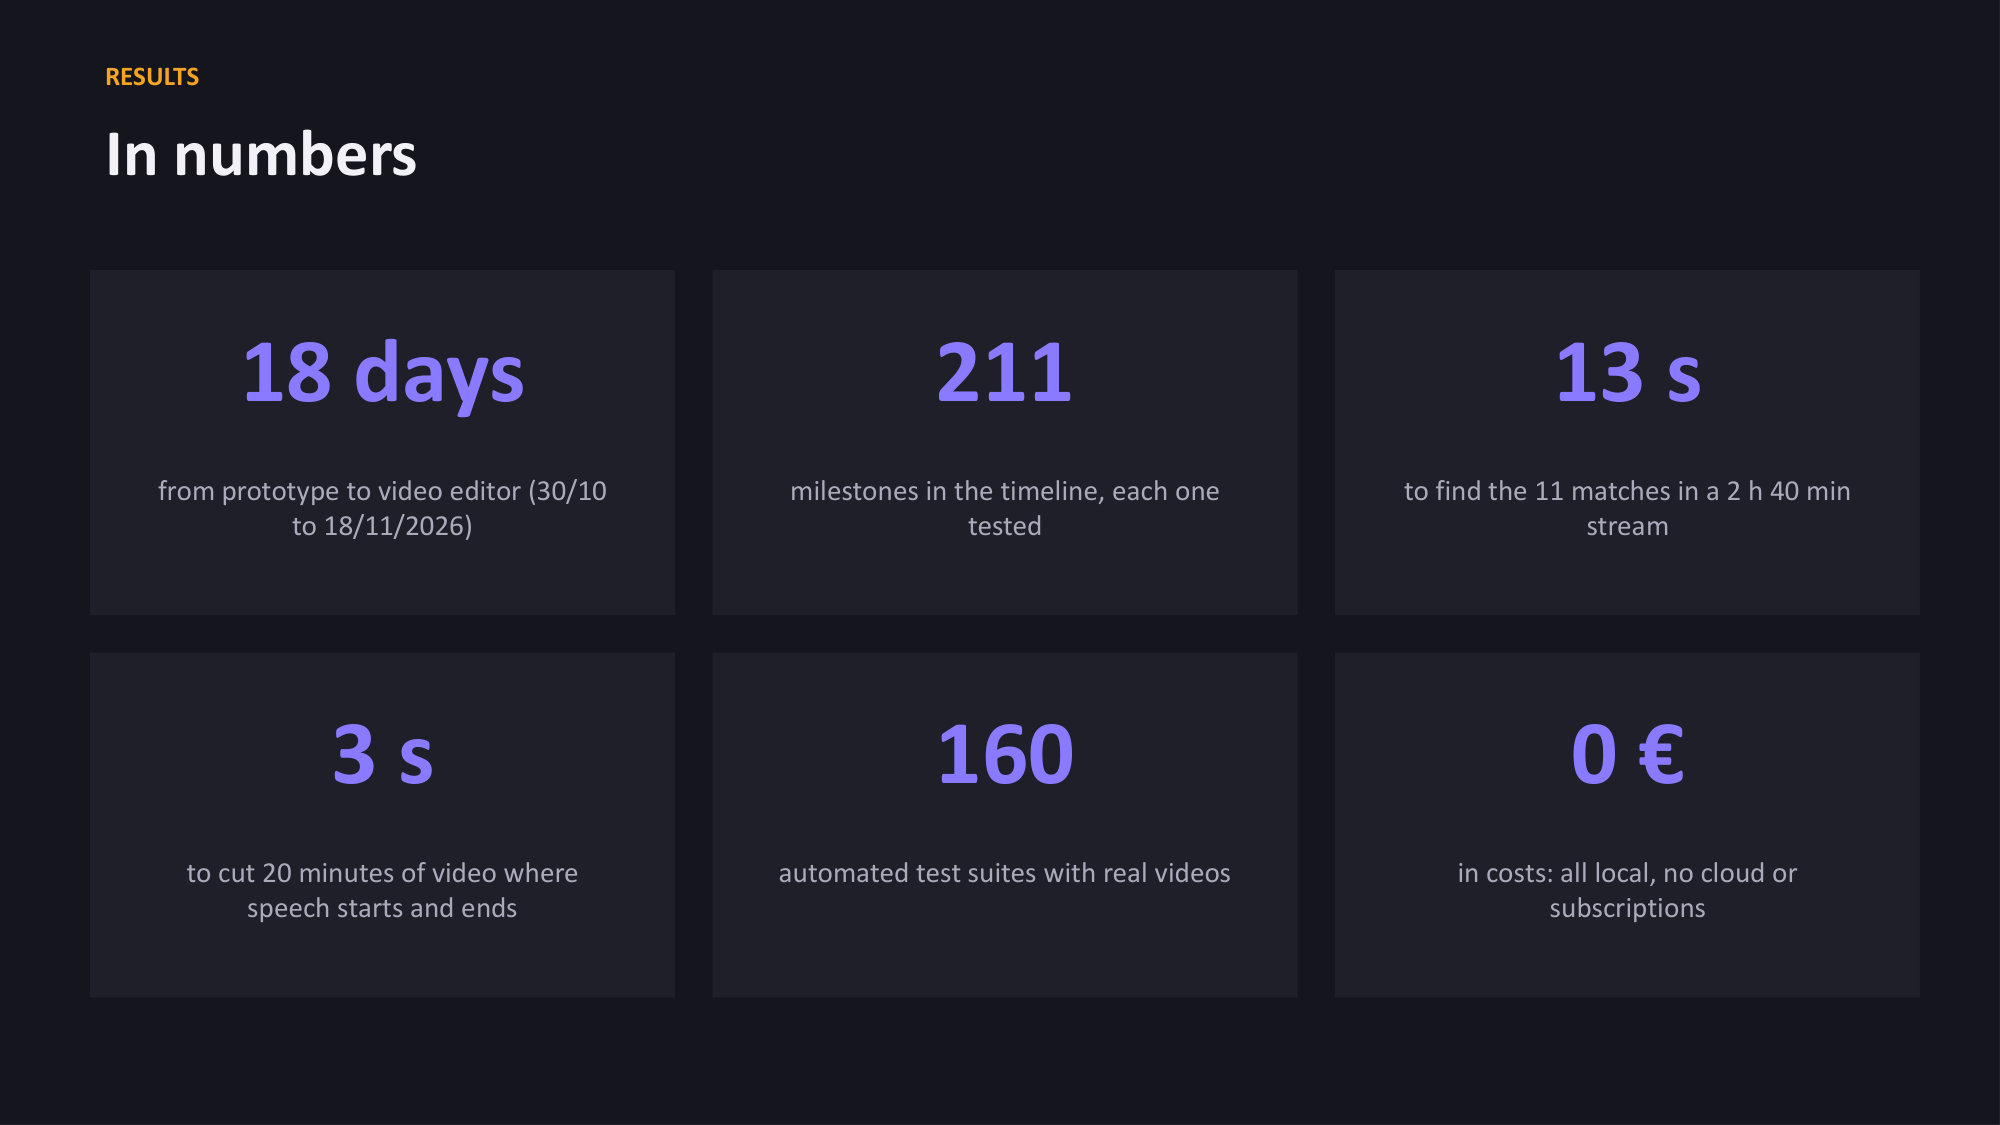 RESULTS
In numbers
18 days
from prototype to video editor (30/10
to 18/11/2026)
211
milestones in the timeline, each one
tested
13 s
to find the 11 matches in a 2 h 40 min
stream
3 s
to cut 20 minutes of video where
speech starts and ends
160
automated test suites with real videos
0 €
in costs: all local, no cloud or
subscriptions